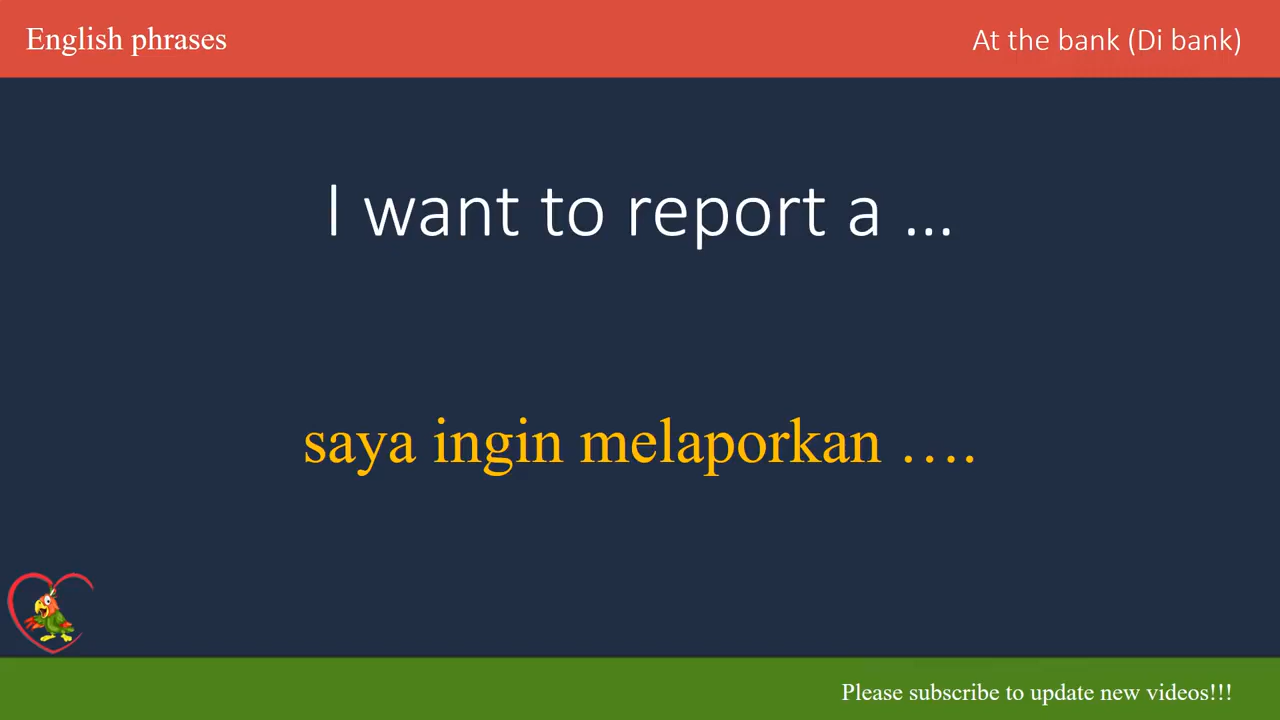 English phrases
At the bank (Di bank)
I want to report a ...
saya ingin melaporkan ….
Please subscribe to update new videos!!!